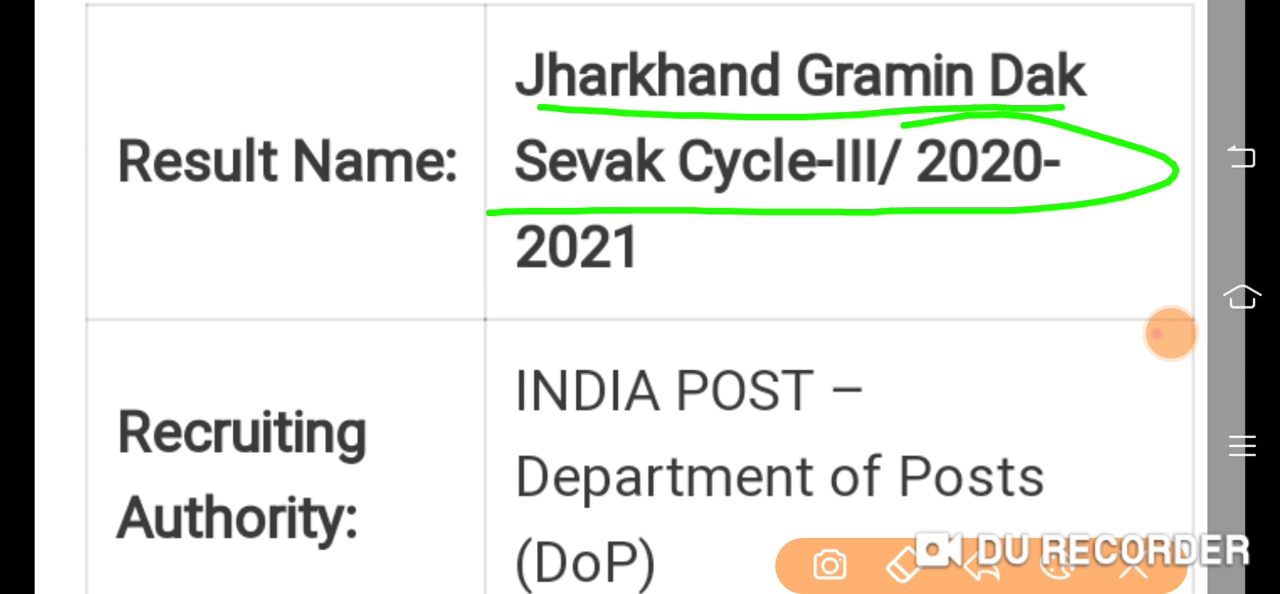 Result Name:
Jharkhand Gramin Dak
Sevak Cycle-III/ 2020-
2021
Recruiting
Authority:
INDIA POST –
Department of Posts
(DoP)
DU RECORDER